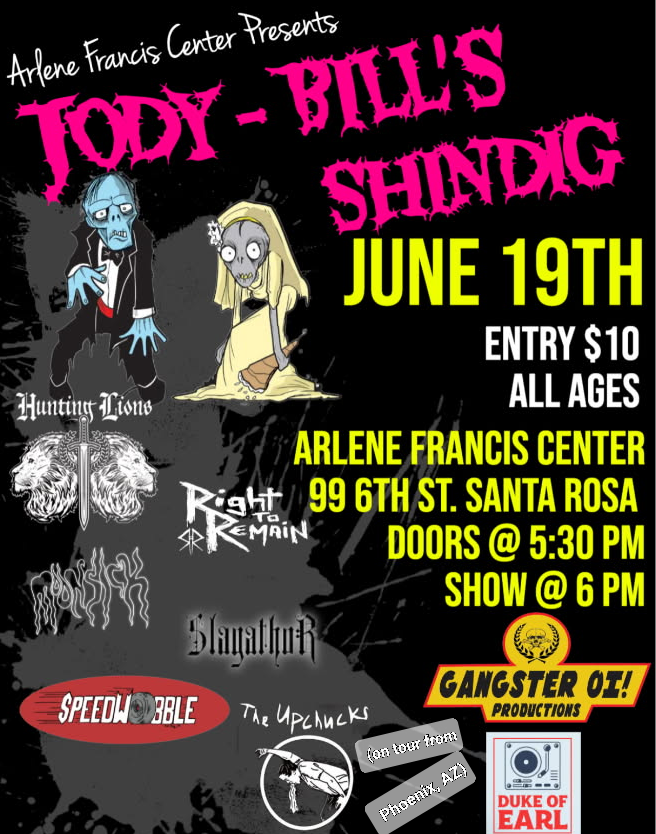 Arlene Francis Center Presents
JODY - BILL'S
SHINDIG
JUNE 19TH
ENTRY $10
ALL AGES
Hunting Lions
ARLENE FRANCIS CENTER
99 6TH ST. SANTA ROSA
DOORS @ 5:30 PM
SHOW @ 6 PM
Right
TO
REMAIN
SlagathoR
GANGSTER OI!
PRODUCTIONS
SPEEDWOBBLE
The Upchucks
(on tour from
Phoenix, AZ)
DUKE OF
EARL